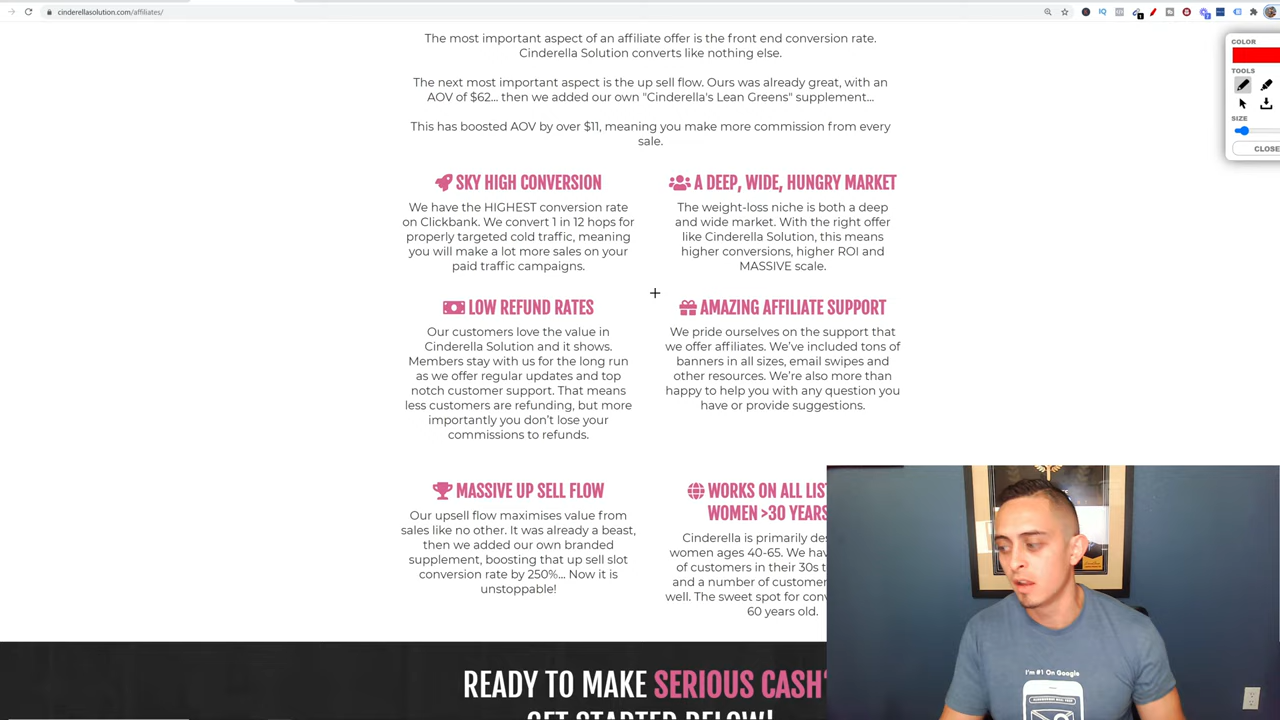 cinderellasolution.com/affiliates/
The most important aspect of an affiliate offer is the front end conversion rate.
Cinderella Solution converts like nothing else.
The next most important aspect is the up sell flow. Ours was already great, with an
AOV of $62... then we added our own "Cinderella's Lean Greens" supplement...
This has boosted AOV by over $11, meaning you make more commission from every
sale.
SKY HIGH CONVERSION
We have the HIGHEST conversion rate
on Clickbank. We convert 1 in 12 hops for
properly targeted cold traffic, meaning
you will make a lot more sales on your
paid traffic campaigns.
A DEEP, WIDE, HUNGRY MARKET
The weight-loss niche is both a deep
and wide market. With the right offer
like Cinderella Solution, this means
higher conversions, higher ROI and
MASSIVE scale.
LOW REFUND RATES
Our customers love the value in
Cinderella Solution and it shows.
Members stay with us for the long run
as we offer regular updates and top
notch customer support. That means
less customers are refunding, but more
importantly you don't lose your
commissions to refunds.
AMAZING AFFILIATE SUPPORT
We pride ourselves on the support that
we offer affiliates. We've included tons of
banners in all sizes, email swipes and
other resources. We're also more than
happy to help you with any question you
have or provide suggestions.
MASSIVE UP SELL FLOW
Our upsell flow maximises value from
sales like no other. It was already a beast,
then we added our own branded
supplement, boosting that up sell slot
conversion rate by 250%... Now it is
unstoppable!
WORKS ON ALL LIS
WOMEN >30 YEARS
Cinderella is primarily de
women ages 40-65. We hav
of customers in their 30s t
and a number of customer
well. The sweet spot for conv
60 years old.
READY TO MAKE SERIOUS CASH
GET STARTED BELOW!
COLOR
TOOLS
SIZE
CLOSE
I'm #1 On Google